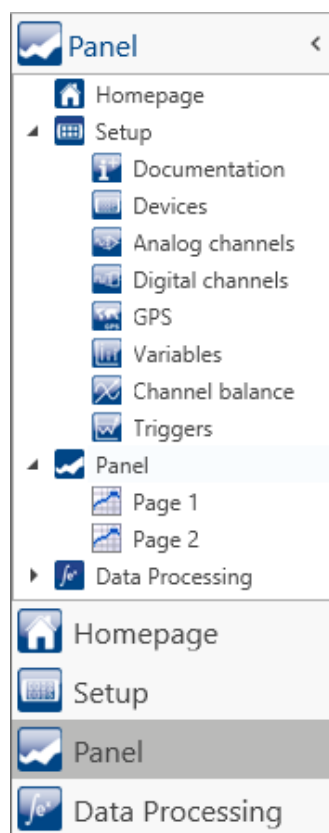 Panel
Homepage
Setup
Documentation
Devices
Analog channels
Digital channels
GPS
Variables
Channel balance
Triggers
Panel
Page 1
Page 2
Data Processing
Homepage
Setup
Panel
Data Processing